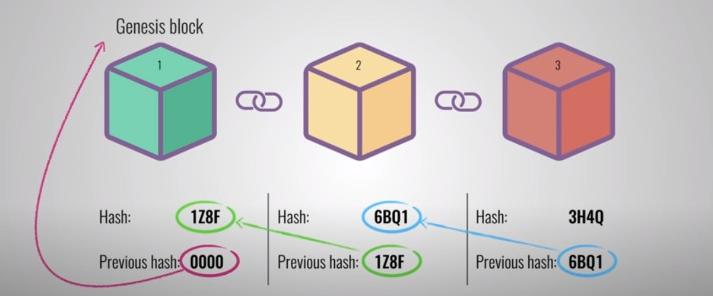 Genesis block
1
2
3
Hash: 1Z8F
Previous hash: 0000
Hash: 6BQ1
Previous hash: 1Z8F
Hash: 3H4Q
Previous hash: 6BQ1